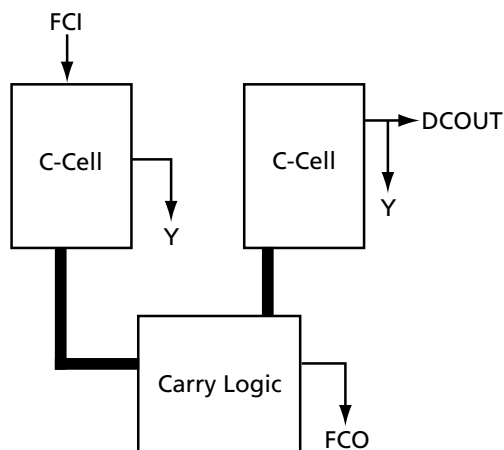 FCI
C-Cell
C-Cell
DCOUT
Y
Y
Carry Logic
FCO